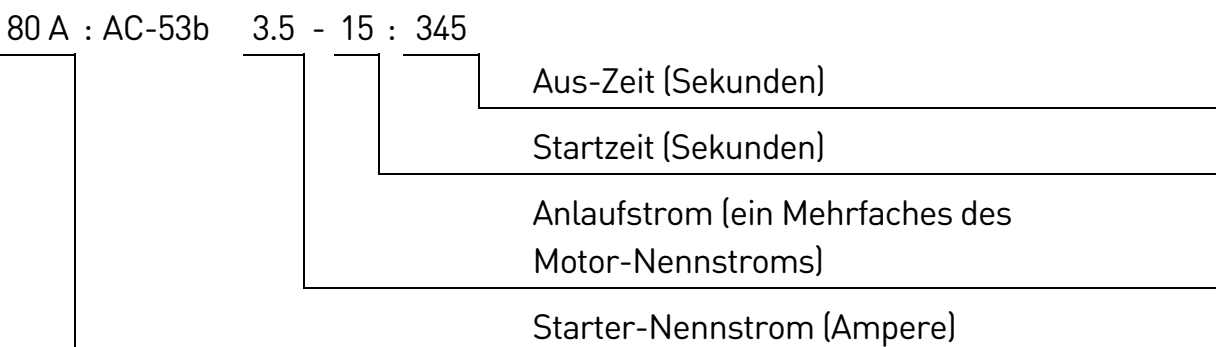 80 A : AC-53b 3.5 - 15 : 345
Aus-Zeit (Sekunden)
Startzeit (Sekunden)
Anlaufstrom (ein Mehrfaches des
Motor-Nennstroms)
Starter-Nennstrom (Ampere)